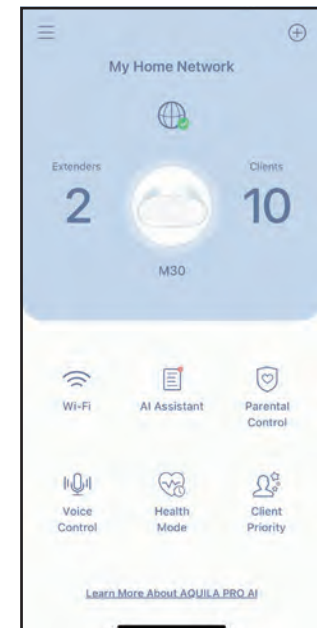 My Home Network
Extenders
Clients
2
10
M30
Wi-Fi
AI Assistant
Parental
Control
Voice
Control
Health
Mode
Client
Priority
Learn More About AQUILA PRO AI